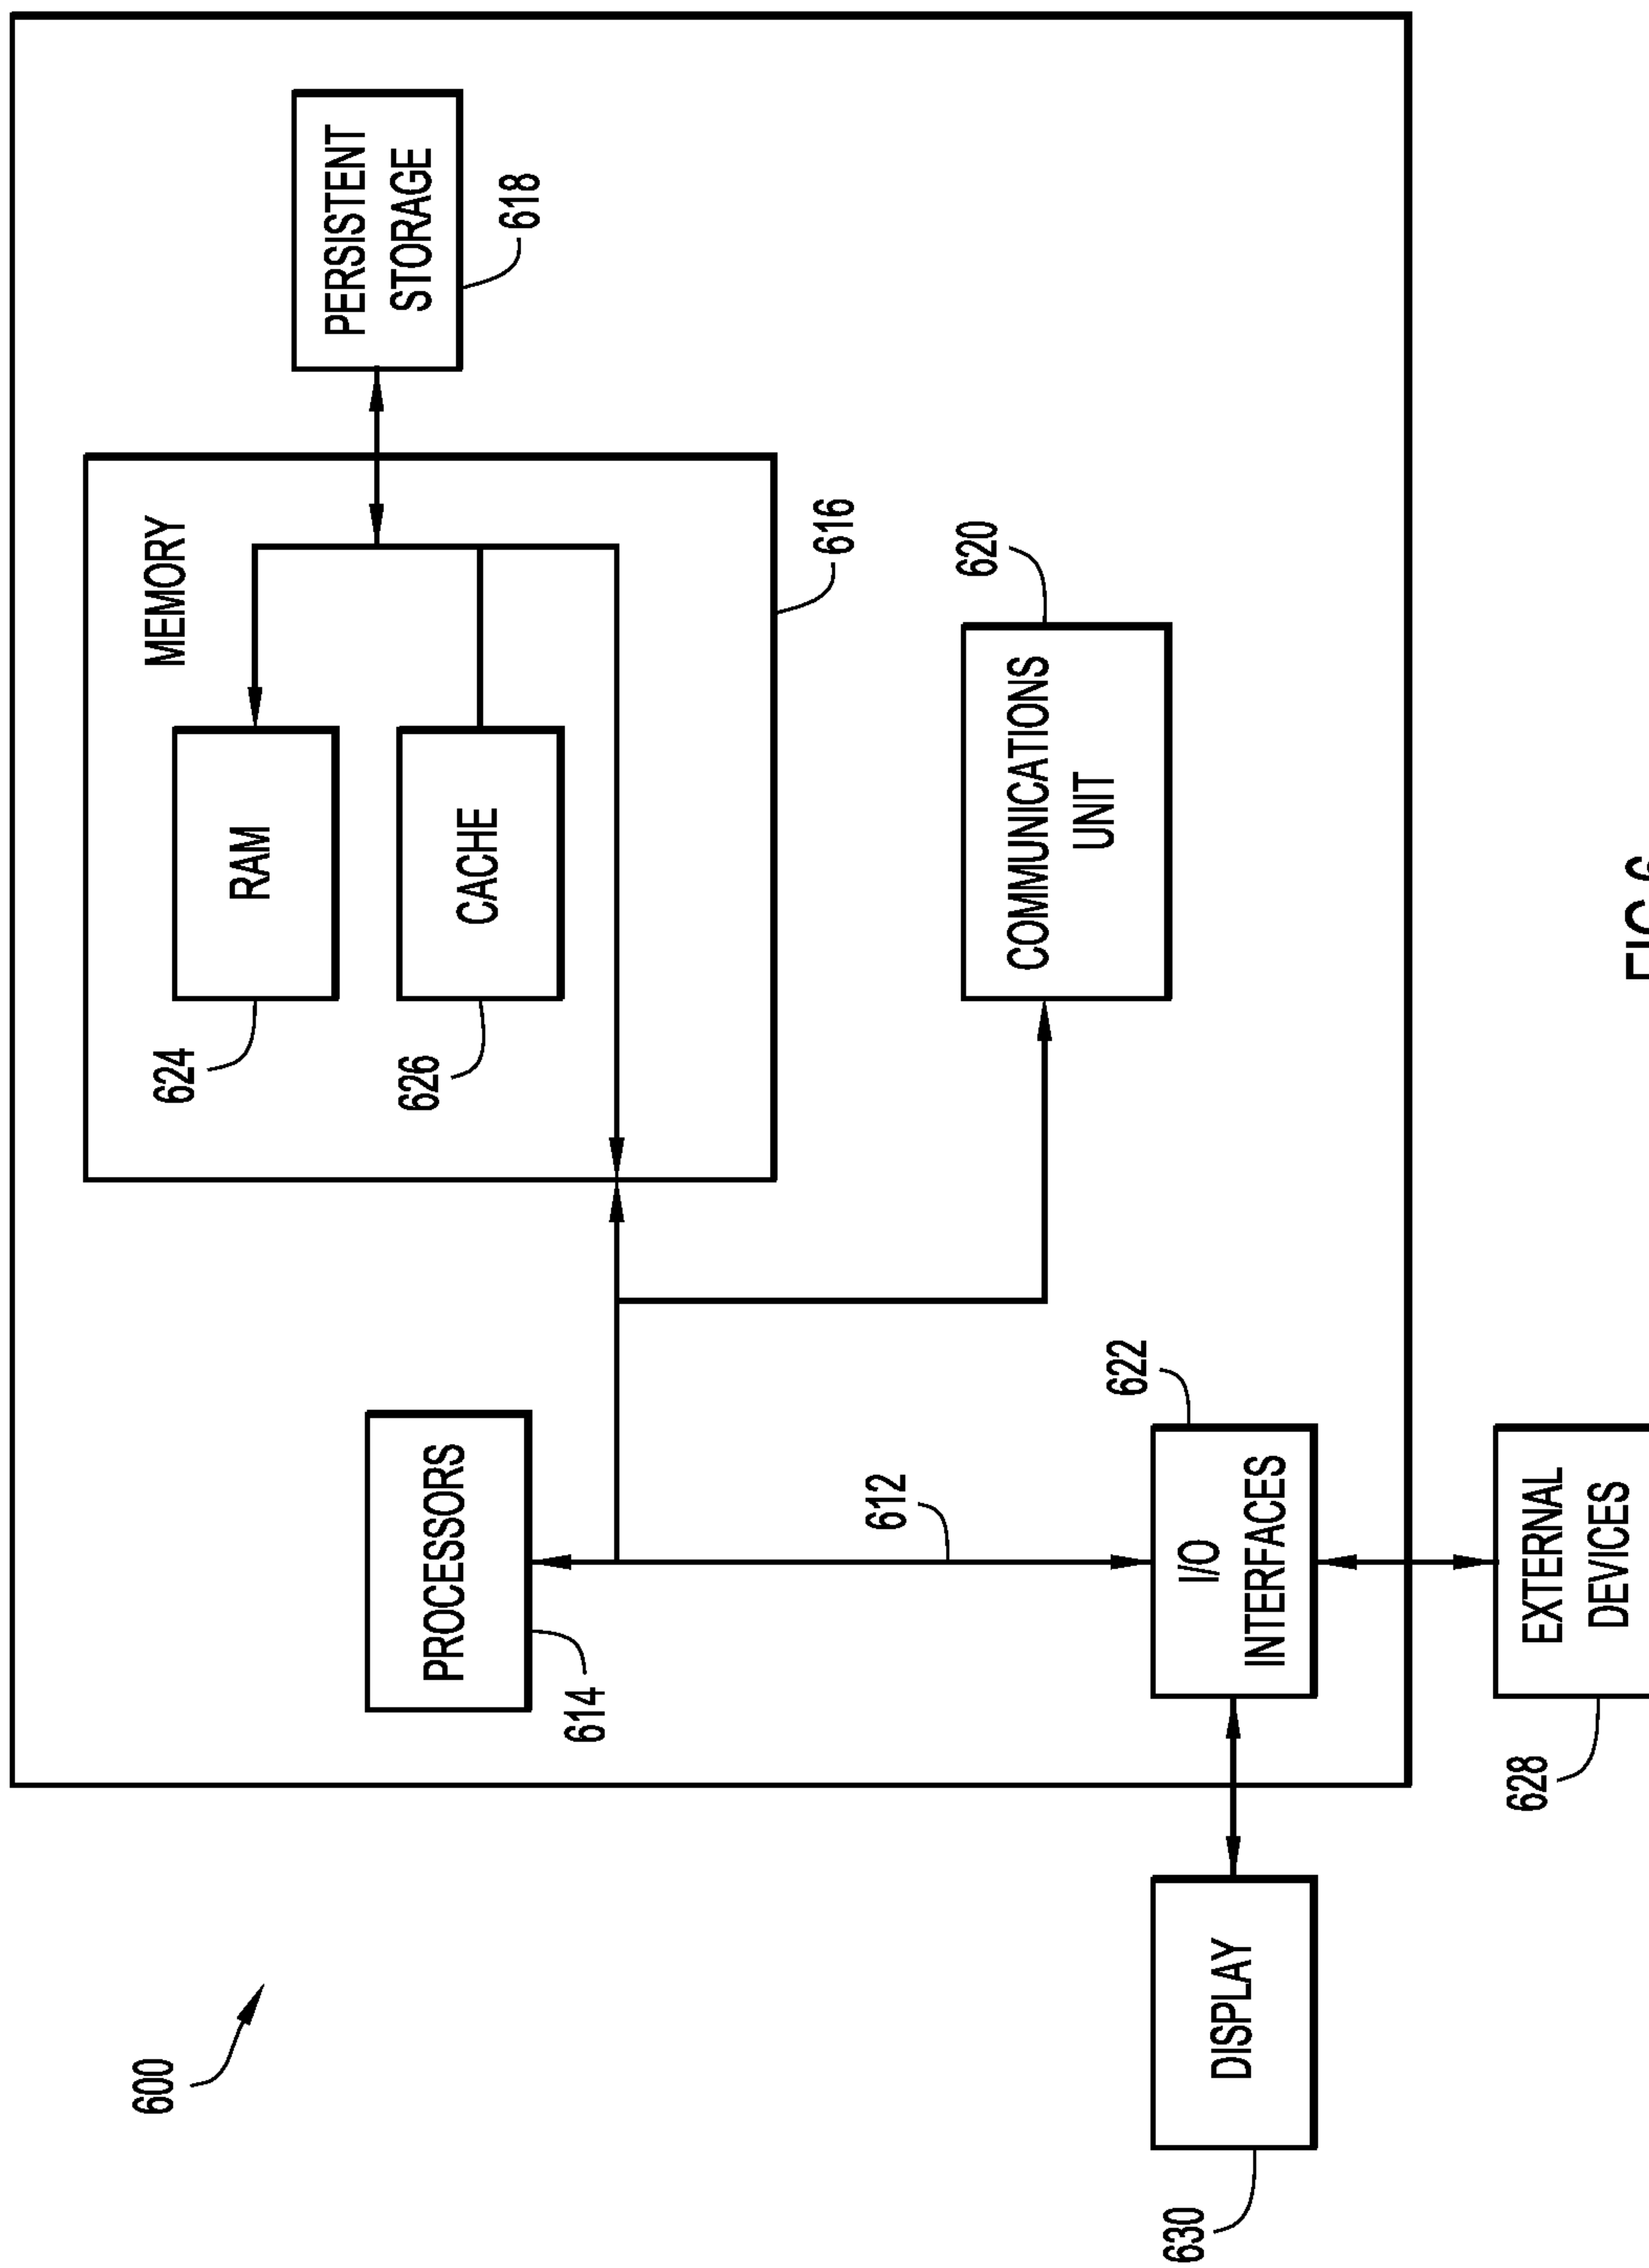 600
MEMORY
RAM
624
CACHE
626
616
PERSISTENT
STORAGE
618
PROCESSORS
614
612
COMMUNICATIONS
UNIT
620
I/O
INTERFACES
622
DISPLAY
630
EXTERNAL
DEVICES
628